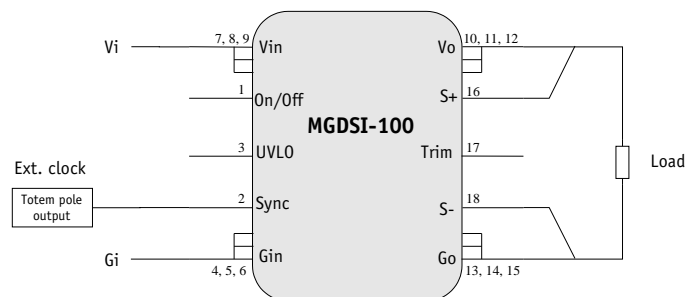 Vi
7, 8, 9
Vin
Vo
10, 11, 12
1
On/Off
S+
16
MGDSI-100
3
UVLO
Trim
17
Load
Ext. clock
Totem pole
output
2
Sync
S-
18
Gi
4, 5, 6
Gin
Go
13, 14, 15